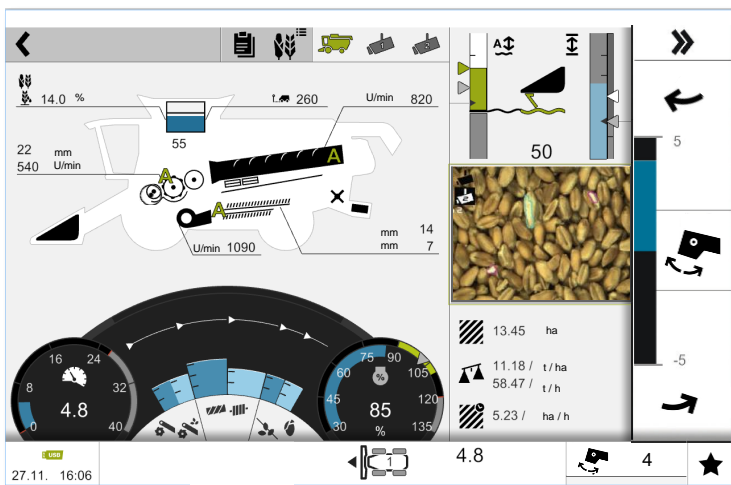 A
14.0 %
260
U/min 820
55
22 mm
540 U/min
A
A
A
50
5
mm 14
mm 7
U/min 1090
-5
13.45 ha
11.18 / t / ha
58.47 / t / h
5.23 / ha / h
0 8 16 24 32 40
4.8
30 45 60 75 90 105 120 135
%
85
%
USB
27.11. 16:06
1
4.8
4